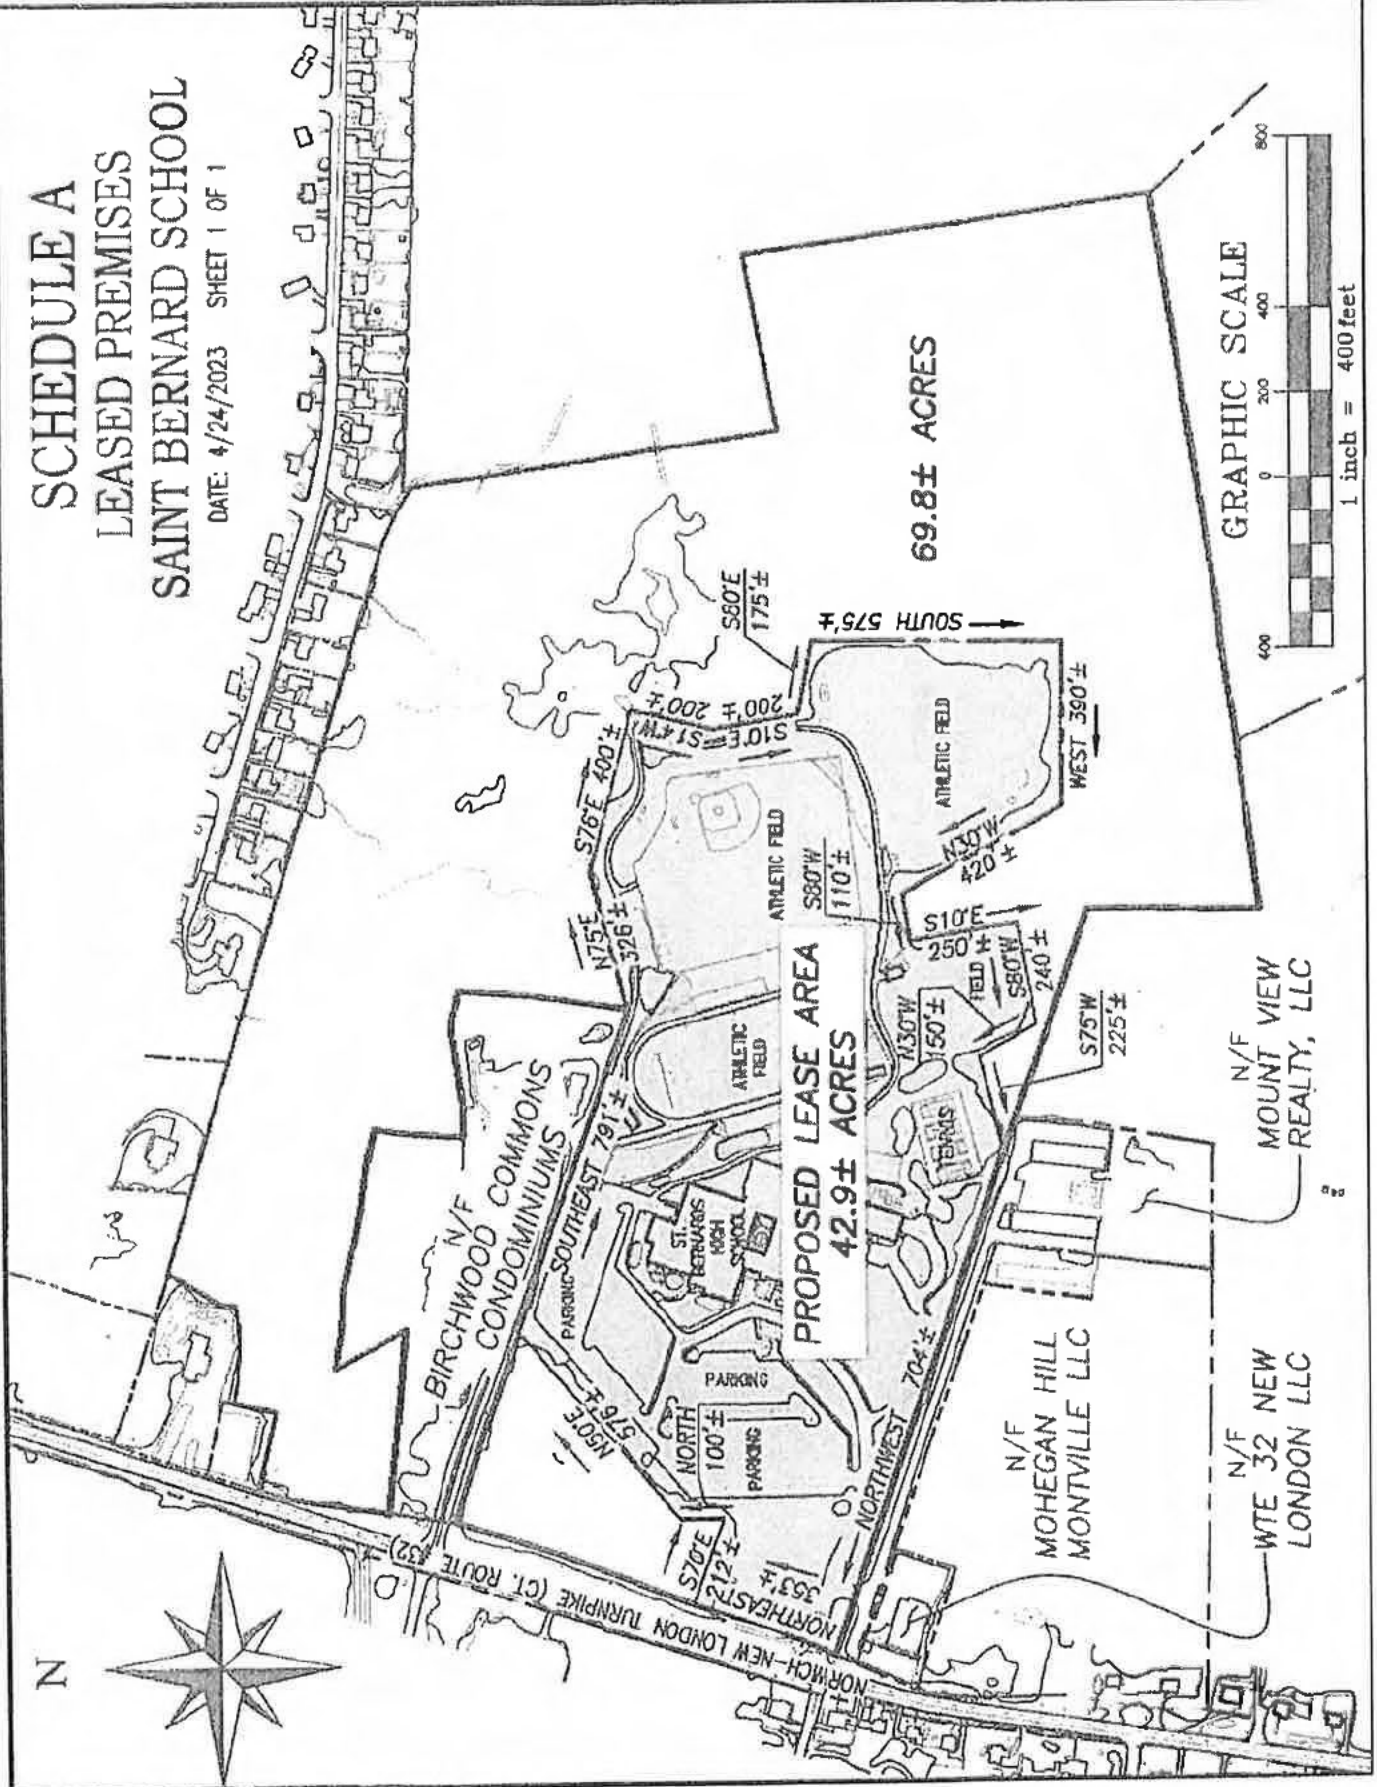 SCHEDULE A
LEASED PREMISES
SAINT BERNARD SCHOOL
DATE: 4/24/2023 SHEET 1 OF 1
N
NORWICH-NEW LONDON TURNPIKE (CT. ROUTE 32)
N/F
BIRCHWOOD COMMONS
CONDOMINIUMS
SOUTHEAST 791'±
N75°E
326'±
S76°E 400'±
S14°W 200'±
S10°E 200'±
S80°E
175'±
SOUTH 575'±
WEST 390'±
N30°W
420'±
S80°W
110'±
S10°E
250'±
S80°W
240'±
N30°W
150'±
S75°W
225'±
NORTHWEST 704'±
NORTHEAST
353'±
S70°E
212'±
NORTH
100'±
N50°E
576'±
PARKING
PARKING
PARKING
ST.
BERNARDS
HIGH
SCHOOL
ATHLETIC
FIELD
ATHLETIC FIELD
ATHLETIC FIELD
FIELD
TENNIS
PROPOSED LEASE AREA
42.9± ACRES
69.8± ACRES
N/F
MOHEGAN HILL
MONTVILLE LLC
N/F
WTE 32 NEW
LONDON LLC
N/F
MOUNT VIEW
REALTY, LLC
GRAPHIC SCALE
400 0 200 400 800
1 inch = 400 feet